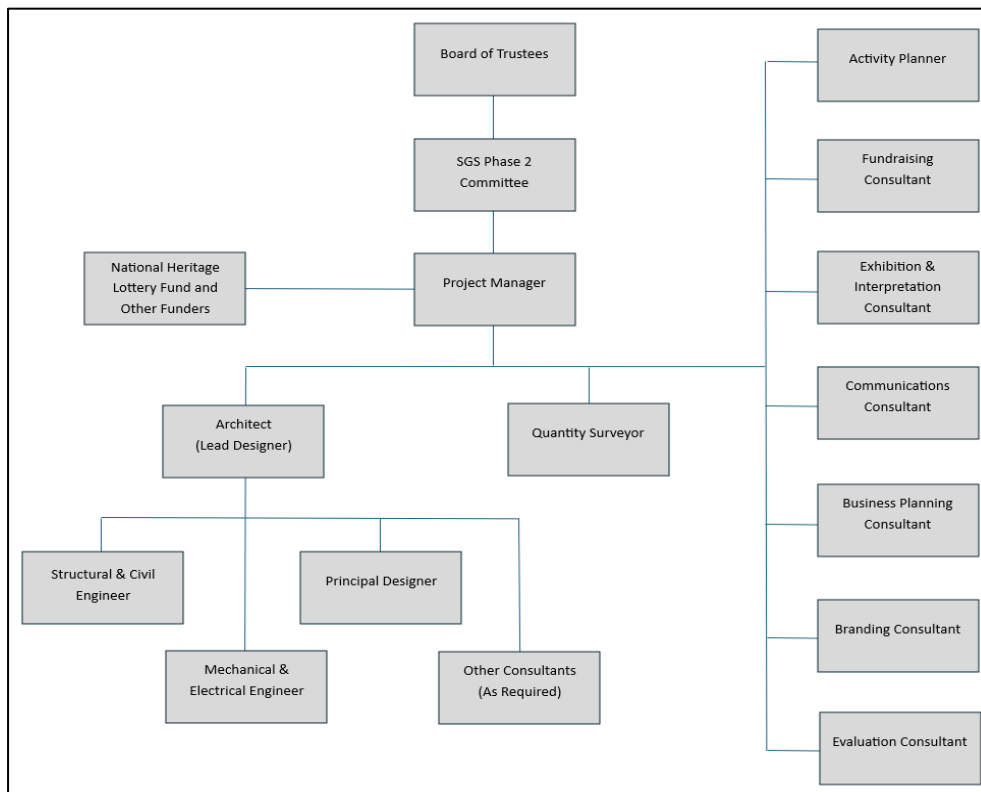 Board of Trustees
SGS Phase 2
Committee
National Heritage
Lottery Fund and
Other Funders
Project Manager
Architect
(Lead Designer)
Quantity Surveyor
Structural & Civil
Engineer
Principal Designer
Mechanical &
Electrical Engineer
Other Consultants
(As Required)
Activity Planner
Fundraising
Consultant
Exhibition &
Interpretation
Consultant
Communications
Consultant
Business Planning
Consultant
Branding Consultant
Evaluation Consultant